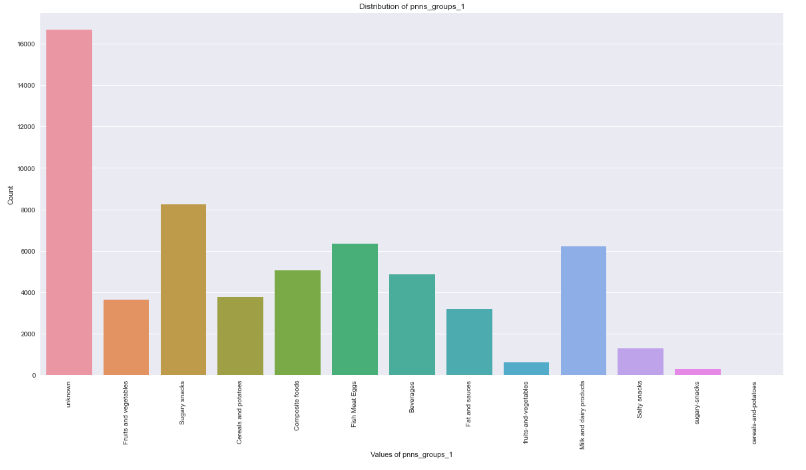 Distribution of pnns_groups_1
16000
14000
12000
10000
8000
6000
4000
2000
0
Count
unknown
Fruits and vegetables
Sugary snacks
Cereals and potatoes
Composite foods
Fish Meat Eggs
Beverages
Fat and sauces
fruits-and-vegetables
Milk and dairy products
Salty snacks
sugary-snacks
cereals-and-potatoes
Values of pnns_groups_1